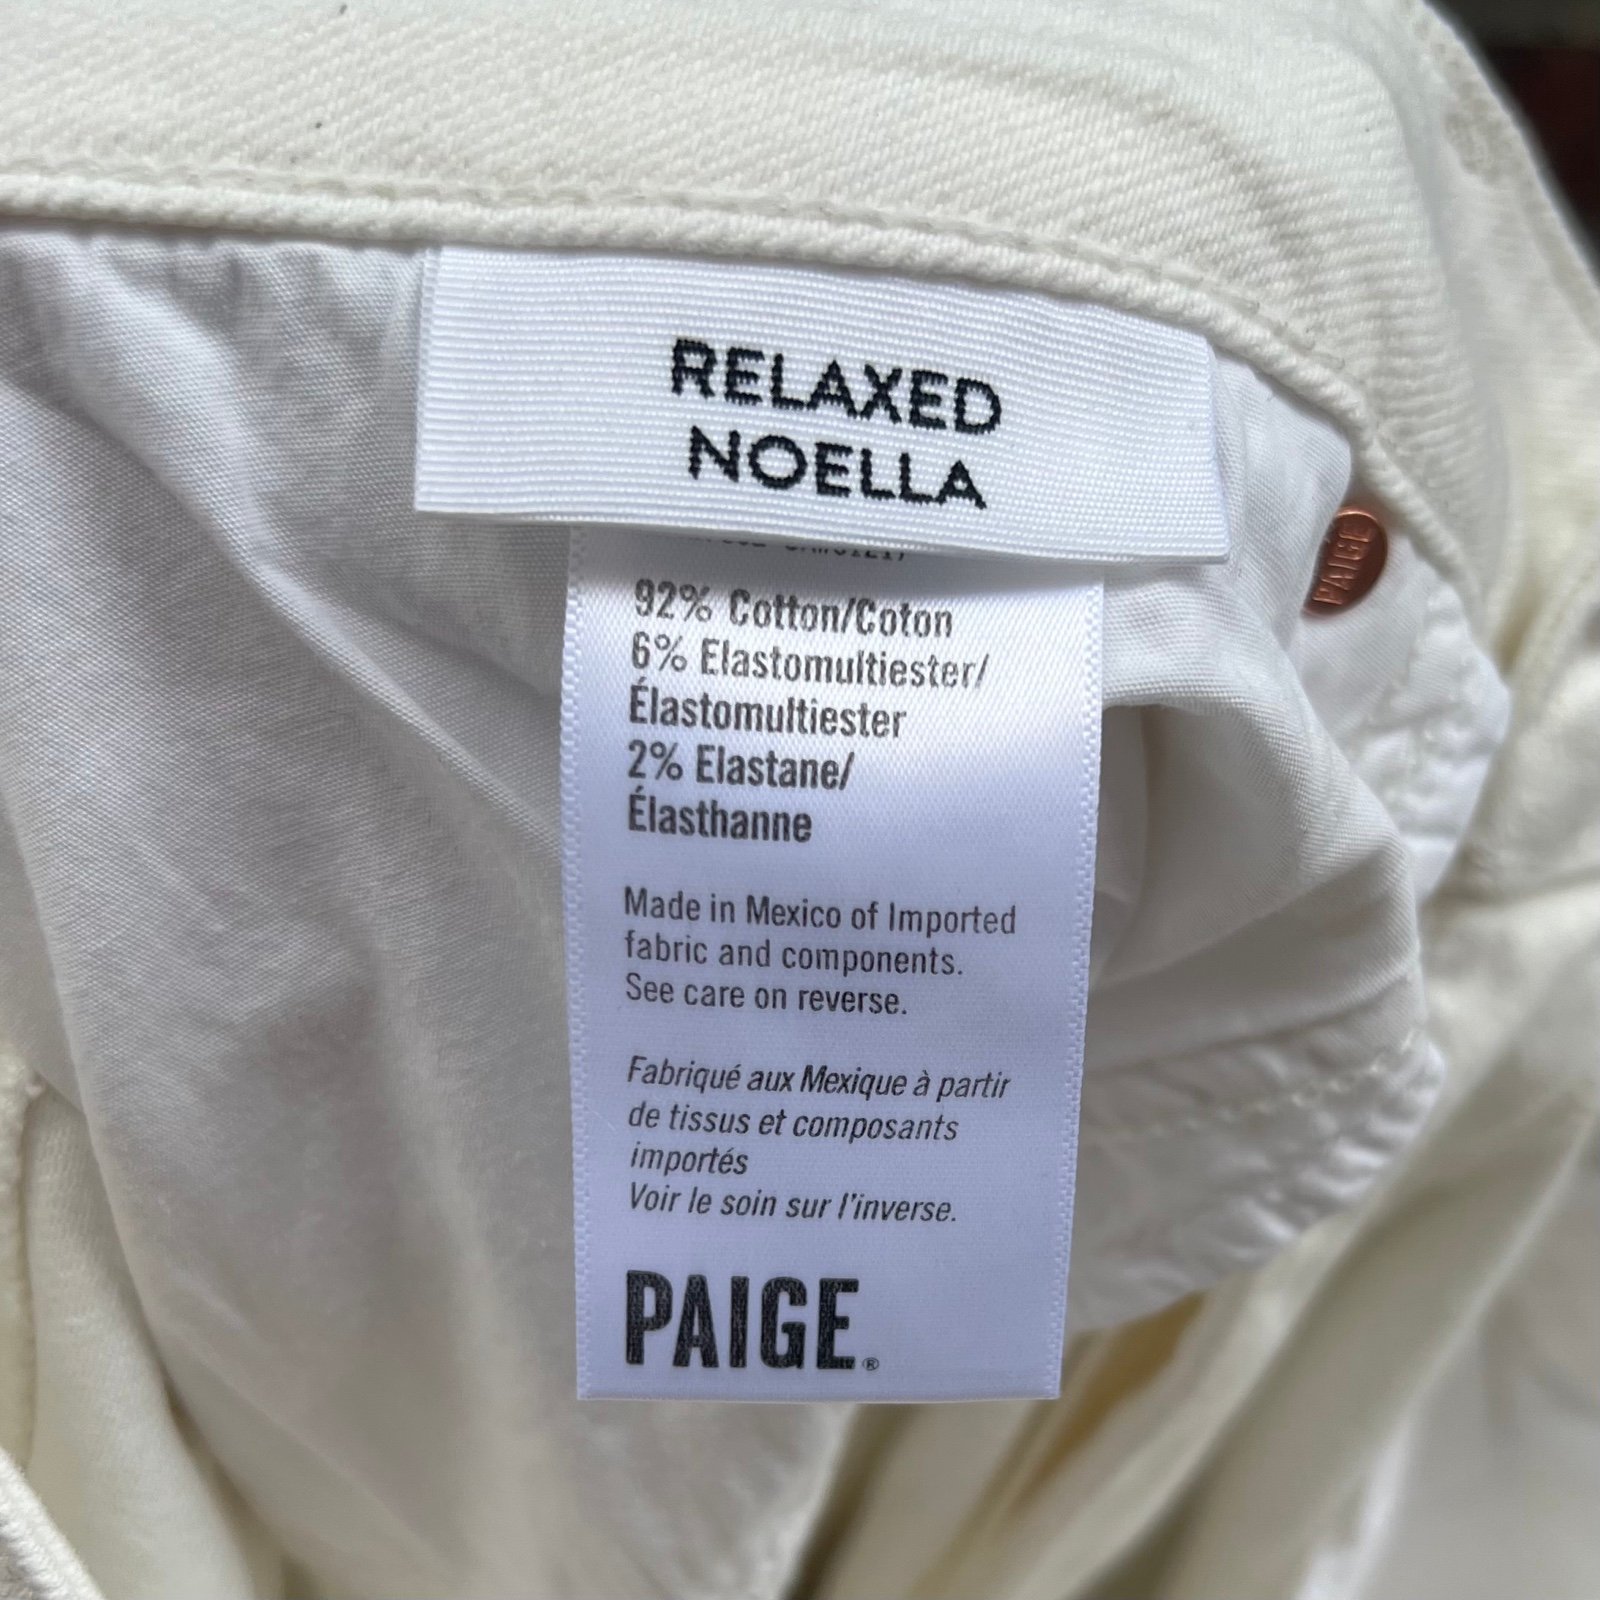 RELAXED
NOELLA
92% Cotton/Coton
6% Elastomultiester/
Élastomultiester
2% Elastane/
Élasthanne
Made in Mexico of Imported
fabric and components.
See care on reverse.
Fabriqué aux Mexique à partir
de tissus et composants
importés
Voir le soin sur l'inverse.
PAIGE®
PAIGE